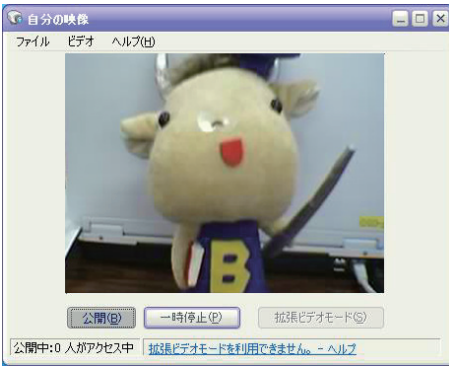 自分の映像
ファイル ビデオ ヘルプ(H)
B
公開(B) 一時停止(P) 拡張ビデオモード(S)
公開中:0 人がアクセス中 拡張ビデオモードを利用できません。 - ヘルプ